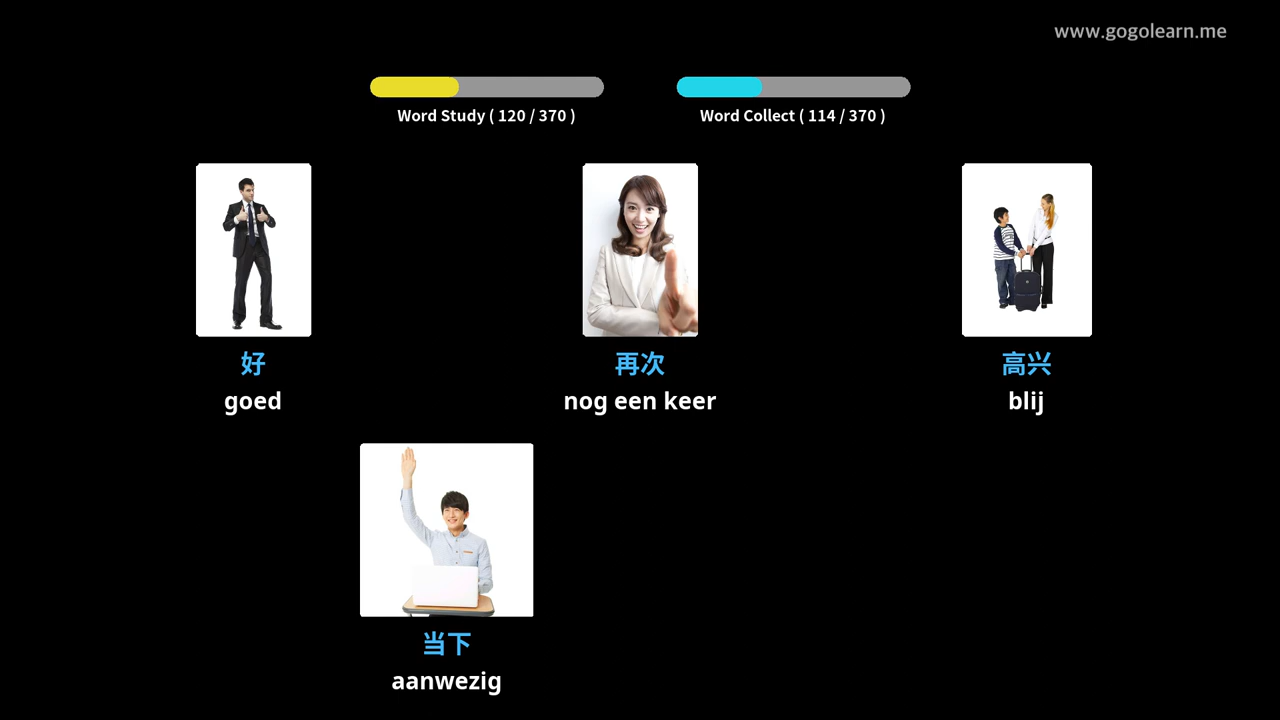 www.gogolearn.me
Word Study ( 120 / 370 )
Word Collect ( 114 / 370 )
好
再次
高兴
goed
nog een keer
blij
当下
aanwezig